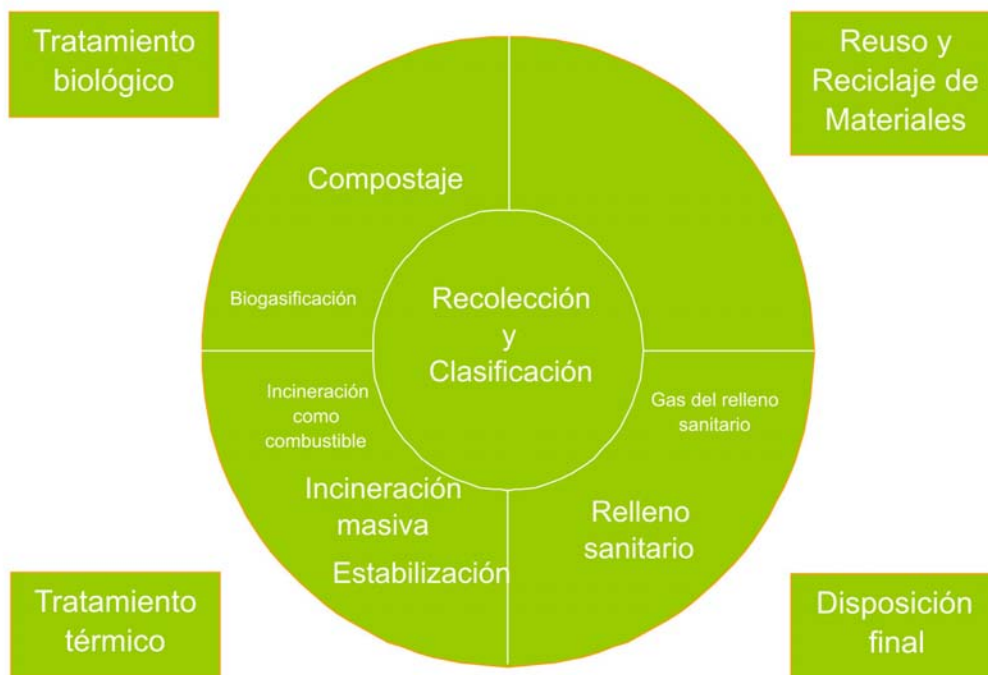 Tratamiento
biológico
Reuso y
Reciclaje de
Materiales
Compostaje
Biogasificación
Recolección
y
Clasificación
Incineración
como
combustible
Gas del relleno
sanitario
Incineración
masiva
Estabilización
Relleno
sanitario
Tratamiento
térmico
Disposición
final